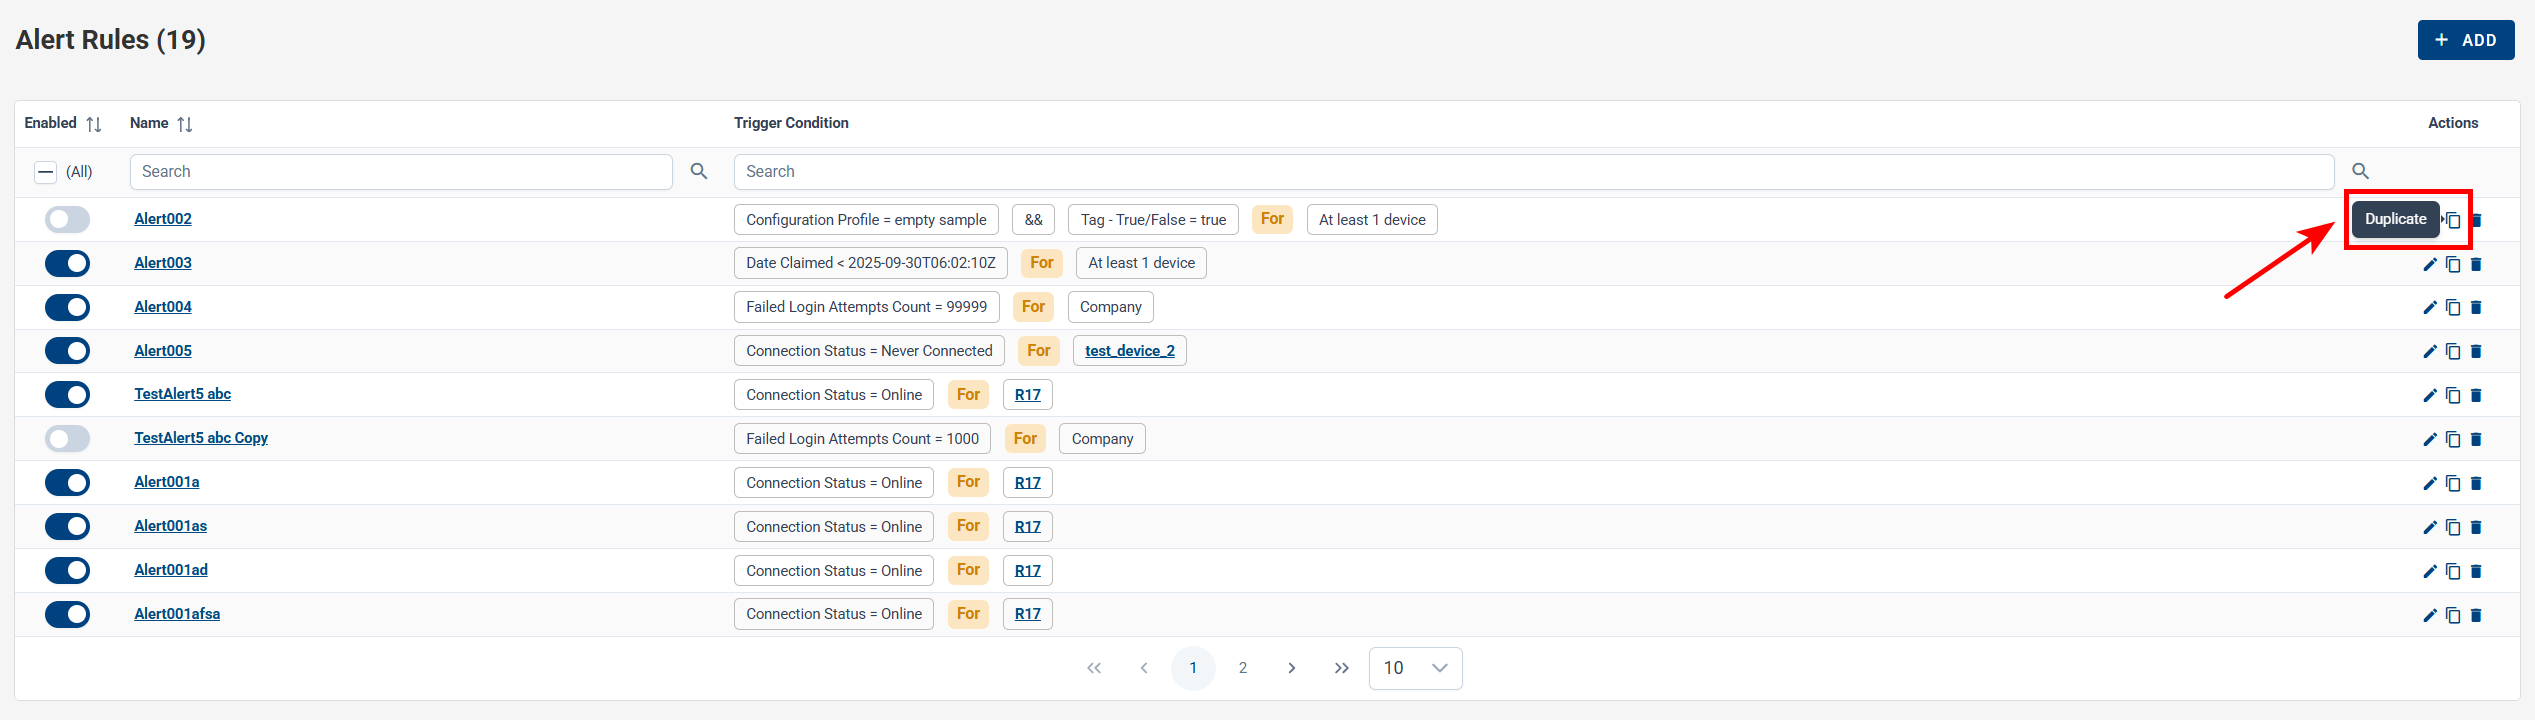 Alert Rules (19)
+ ADD
Enabled Name Trigger Condition Actions
(All) Search Search
Alert002 Configuration Profile = empty sample && Tag - True/False = true For At least 1 device Duplicate
Alert003 Date Claimed < 2025-09-30T06:02:10Z For At least 1 device
Alert004 Failed Login Attempts Count = 99999 For Company
Alert005 Connection Status = Never Connected For test_device_2
TestAlert5 abc Connection Status = Online For R17
TestAlert5 abc Copy Failed Login Attempts Count = 1000 For Company
Alert001a Connection Status = Online For R17
Alert001as Connection Status = Online For R17
Alert001ad Connection Status = Online For R17
Alert001afsa Connection Status = Online For R17
1 2 10